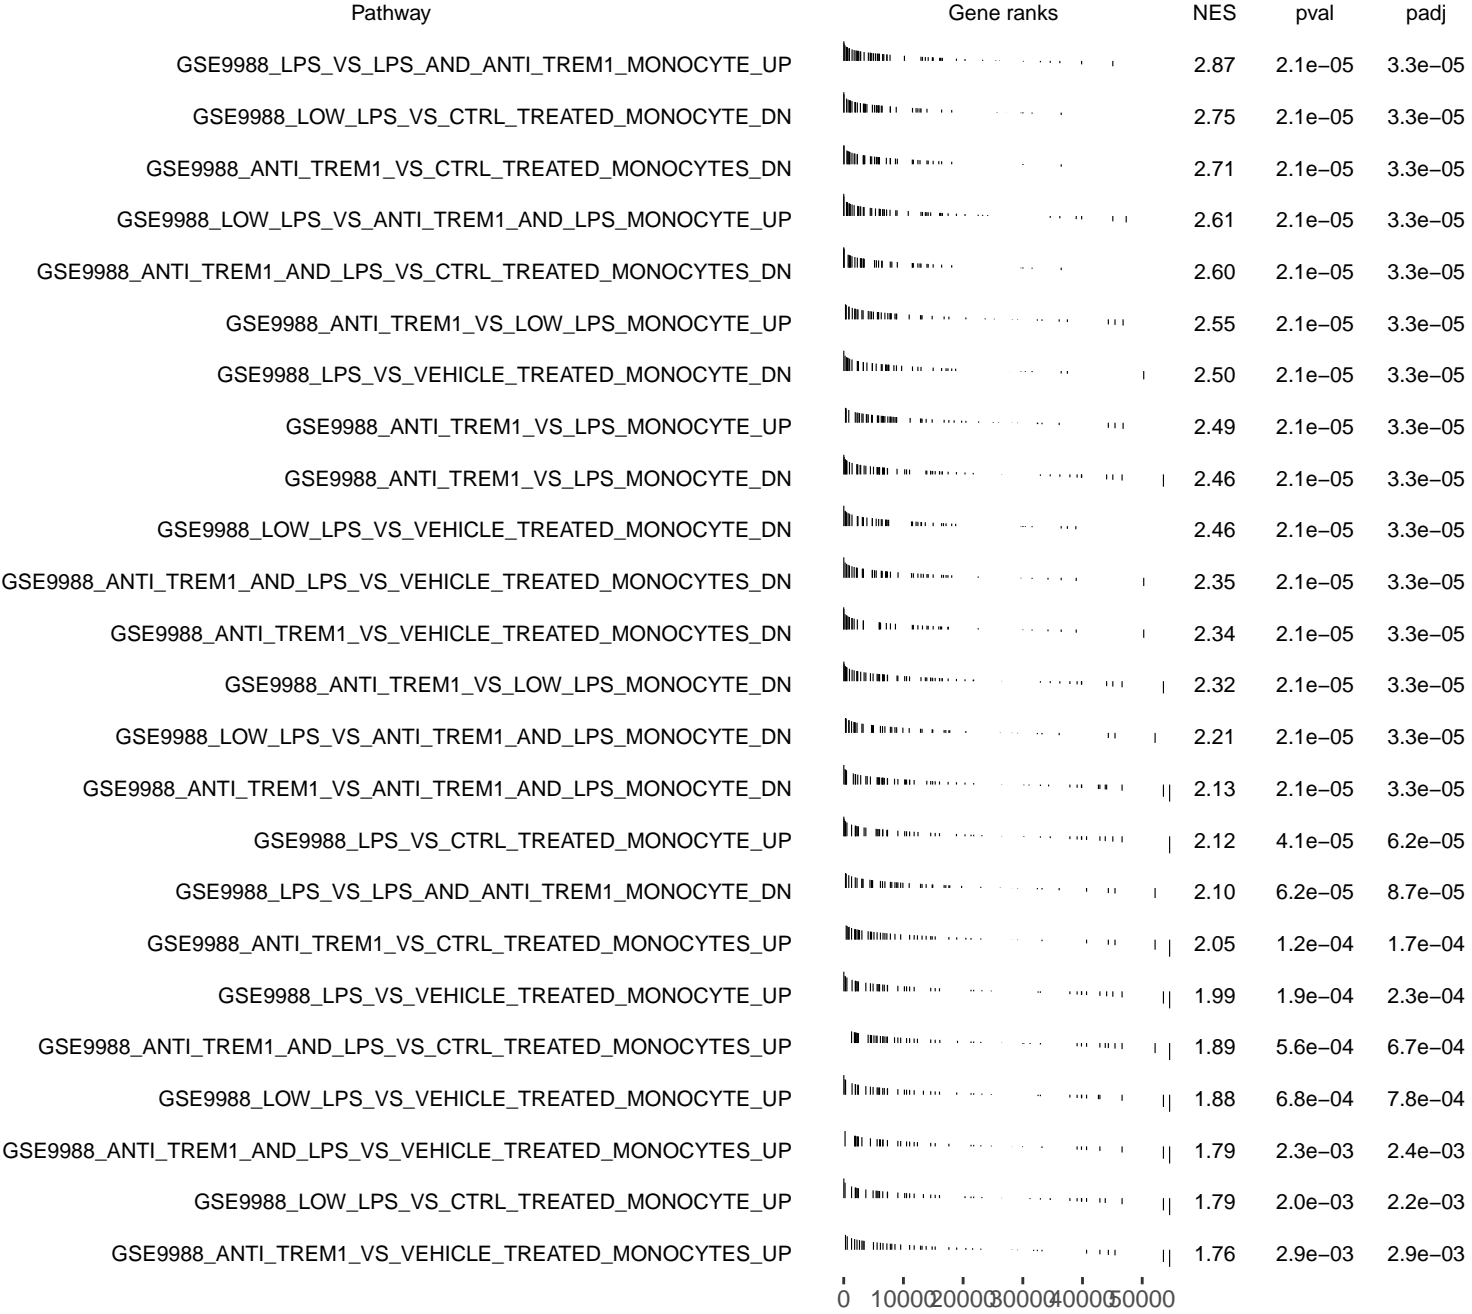 Pathway Gene ranks NES pval padj
GSE9988_LPS_VS_LPS_AND_ANTI_TREM1_MONOCYTE_UP 2.87 2.1e−05 3.3e−05
GSE9988_LOW_LPS_VS_CTRL_TREATED_MONOCYTE_DN 2.75 2.1e−05 3.3e−05
GSE9988_ANTI_TREM1_VS_CTRL_TREATED_MONOCYTES_DN 2.71 2.1e−05 3.3e−05
GSE9988_LOW_LPS_VS_ANTI_TREM1_AND_LPS_MONOCYTE_UP 2.61 2.1e−05 3.3e−05
GSE9988_ANTI_TREM1_AND_LPS_VS_CTRL_TREATED_MONOCYTES_DN 2.60 2.1e−05 3.3e−05
GSE9988_ANTI_TREM1_VS_LOW_LPS_MONOCYTE_UP 2.55 2.1e−05 3.3e−05
GSE9988_LPS_VS_VEHICLE_TREATED_MONOCYTE_DN 2.50 2.1e−05 3.3e−05
GSE9988_ANTI_TREM1_VS_LPS_MONOCYTE_UP 2.49 2.1e−05 3.3e−05
GSE9988_ANTI_TREM1_VS_LPS_MONOCYTE_DN 2.46 2.1e−05 3.3e−05
GSE9988_LOW_LPS_VS_VEHICLE_TREATED_MONOCYTE_DN 2.46 2.1e−05 3.3e−05
GSE9988_ANTI_TREM1_AND_LPS_VS_VEHICLE_TREATED_MONOCYTES_DN 2.35 2.1e−05 3.3e−05
GSE9988_ANTI_TREM1_VS_VEHICLE_TREATED_MONOCYTES_DN 2.34 2.1e−05 3.3e−05
GSE9988_ANTI_TREM1_VS_LOW_LPS_MONOCYTE_DN 2.32 2.1e−05 3.3e−05
GSE9988_LOW_LPS_VS_ANTI_TREM1_AND_LPS_MONOCYTE_DN 2.21 2.1e−05 3.3e−05
GSE9988_ANTI_TREM1_VS_ANTI_TREM1_AND_LPS_MONOCYTE_DN 2.13 2.1e−05 3.3e−05
GSE9988_LPS_VS_CTRL_TREATED_MONOCYTE_UP 2.12 4.1e−05 6.2e−05
GSE9988_LPS_VS_LPS_AND_ANTI_TREM1_MONOCYTE_DN 2.10 6.2e−05 8.7e−05
GSE9988_ANTI_TREM1_VS_CTRL_TREATED_MONOCYTES_UP 2.05 1.2e−04 1.7e−04
GSE9988_LPS_VS_VEHICLE_TREATED_MONOCYTE_UP 1.99 1.9e−04 2.3e−04
GSE9988_ANTI_TREM1_AND_LPS_VS_CTRL_TREATED_MONOCYTES_UP 1.89 5.6e−04 6.7e−04
GSE9988_LOW_LPS_VS_VEHICLE_TREATED_MONOCYTE_UP 1.88 6.8e−04 7.8e−04
GSE9988_ANTI_TREM1_AND_LPS_VS_VEHICLE_TREATED_MONOCYTES_UP 1.79 2.3e−03 2.4e−03
GSE9988_LOW_LPS_VS_CTRL_TREATED_MONOCYTE_UP 1.79 2.0e−03 2.2e−03
GSE9988_ANTI_TREM1_VS_VEHICLE_TREATED_MONOCYTES_UP 1.76 2.9e−03 2.9e−03
0 10000 20000 30000 40000 50000